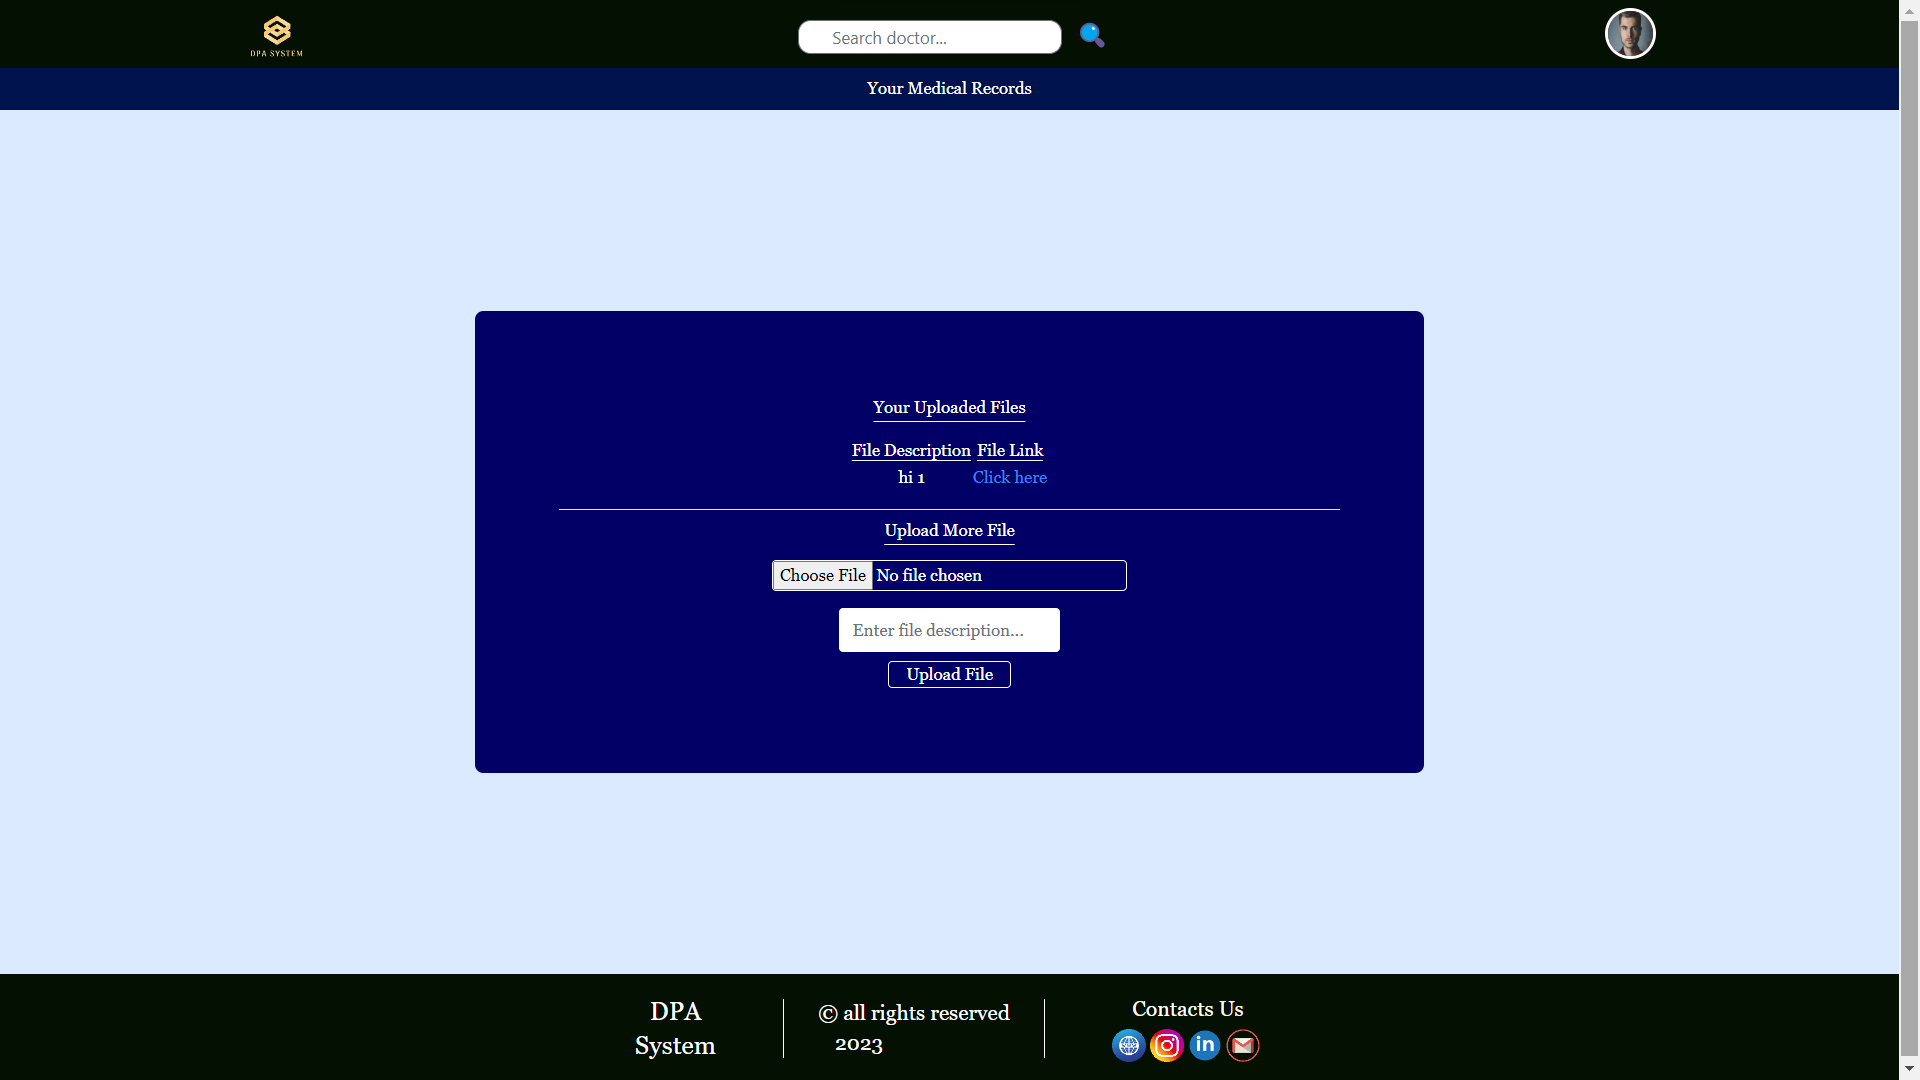 DPA SYSTEM
Search doctor...
Your Medical Records
Your Uploaded Files
File Description File Link
hi 1 Click here
Upload More File
Choose File No file chosen
Enter file description...
Upload File
DPA
System
© all rights reserved
2023
Contacts Us
in